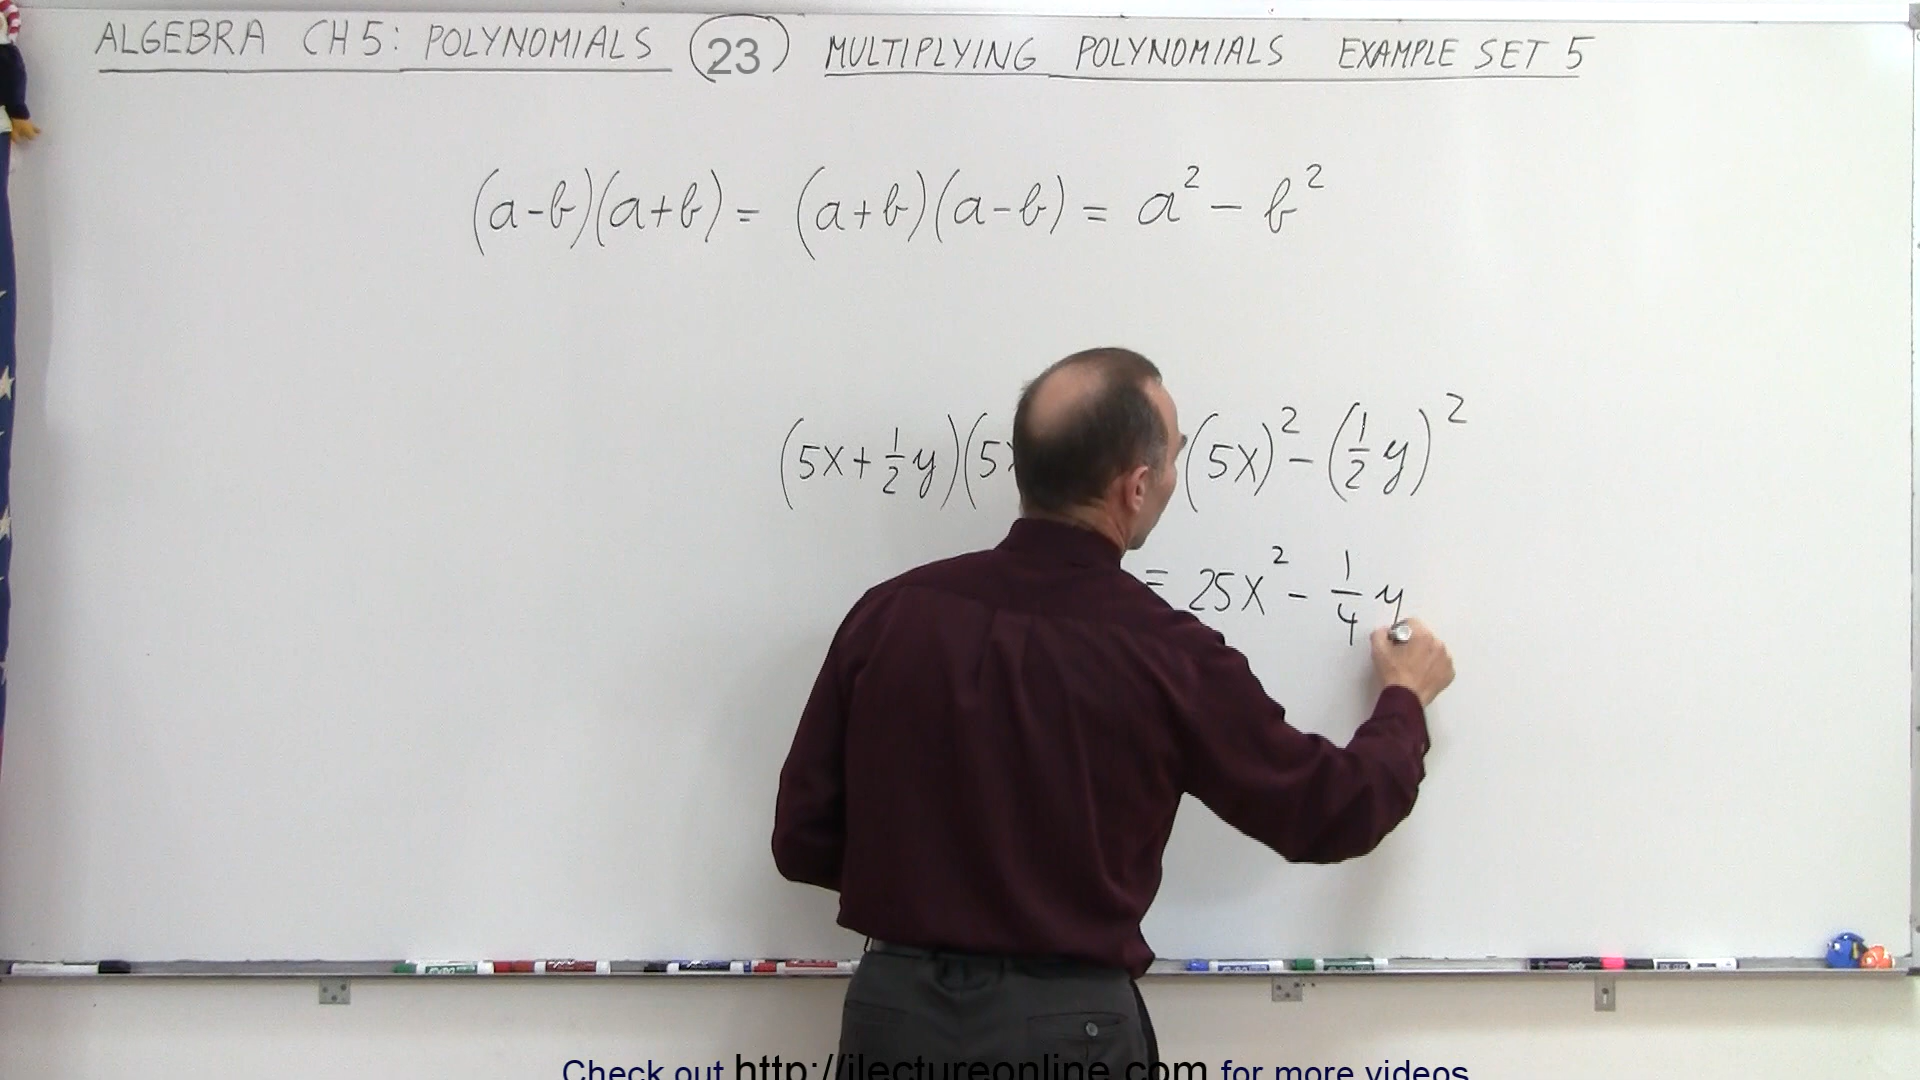 ALGEBRA CH 5: POLYNOMIALS 23 MULTIPLYING POLYNOMIALS EXAMPLE SET 5
(a-b)(a+b) = (a+b)(a-b) = a² - b²
(5x+½y)(5x (5x)² - (½y)²
= 25x² - ¼y
Check out http://ilectureonline.com for more videos